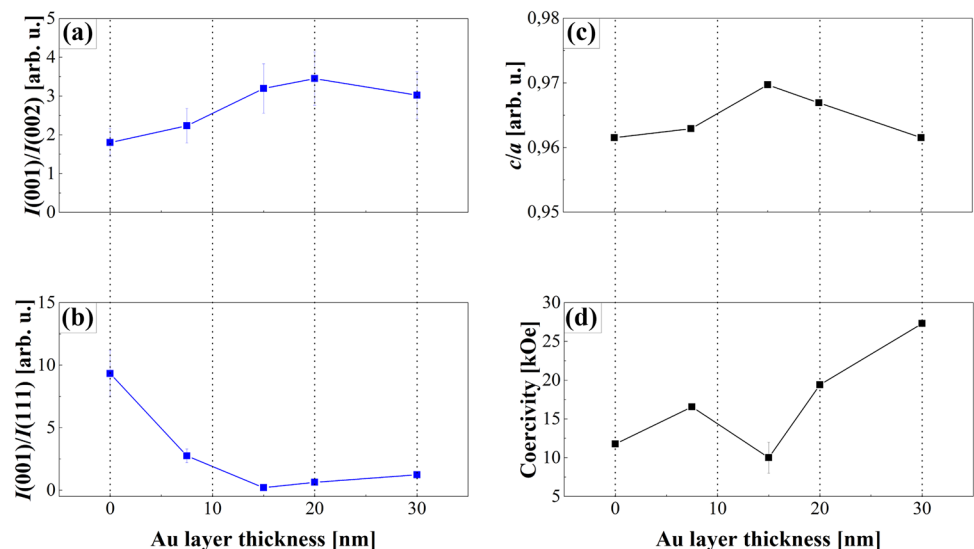 (a)
I(001)/I(002) [arb. u.]
5
4
3
2
1
0
(c)
c/a [arb. u.]
0,98
0,97
0,96
0,95
(b)
I(001)/I(111) [arb. u.]
15
10
5
0
0 10 20 30
Au layer thickness [nm]
(d)
Coercivity [kOe]
30
25
20
15
10
5
0 10 20 30
Au layer thickness [nm]